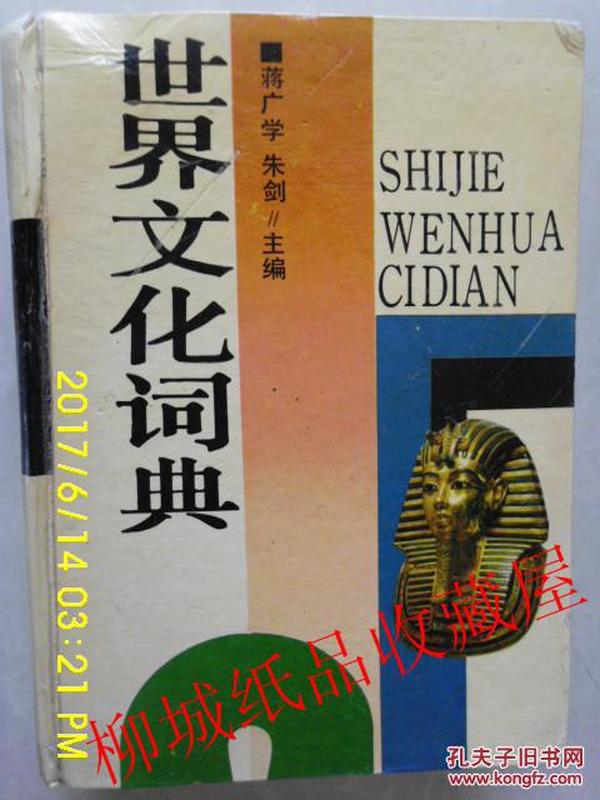 世界文化词典
蒋广学 朱剑//主编
SHIJIE
WENHUA
CIDIAN
2017/6/14 03:21 PM
柳城纸品收藏屋
孔夫子旧书网
www.kongfz.com